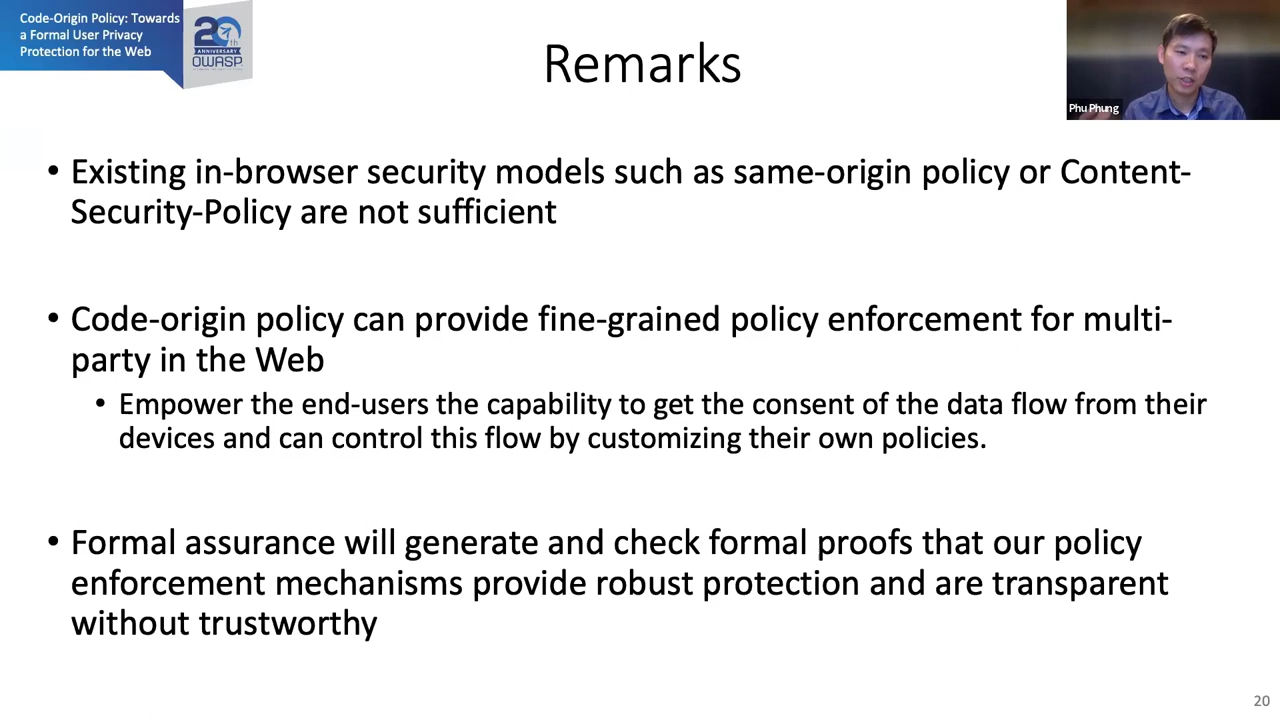 Code-Origin Policy: Towards
a Formal User Privacy
Protection for the Web
20th
ANNIVERSARY
OWASP
Remarks
Phu Phung
• Existing in-browser security models such as same-origin policy or Content-
Security-Policy are not sufficient
• Code-origin policy can provide fine-grained policy enforcement for multi-
party in the Web
• Empower the end-users the capability to get the consent of the data flow from their
devices and can control this flow by customizing their own policies.
• Formal assurance will generate and check formal proofs that our policy
enforcement mechanisms provide robust protection and are transparent
without trustworthy
20